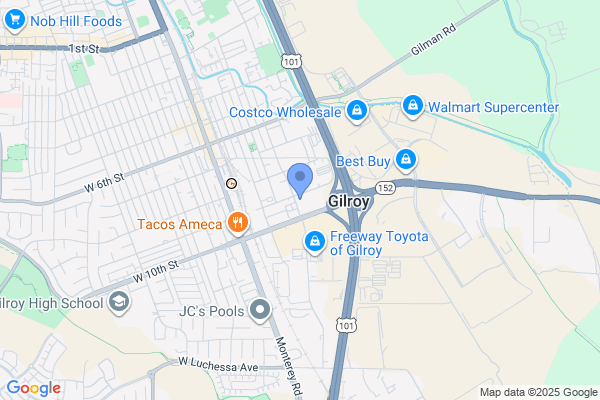 Nob Hill Foods
1st St
101
Gilman Rd
Costco Wholesale
Walmart Supercenter
Best Buy
152
W 6th St
Gilroy
Tacos Ameca
Freeway Toyota
of Gilroy
W 10th St
ilroy High School
JC's Pools
101
Monterey Rd
W Luchessa Ave
Google
Map data ©2025 Google